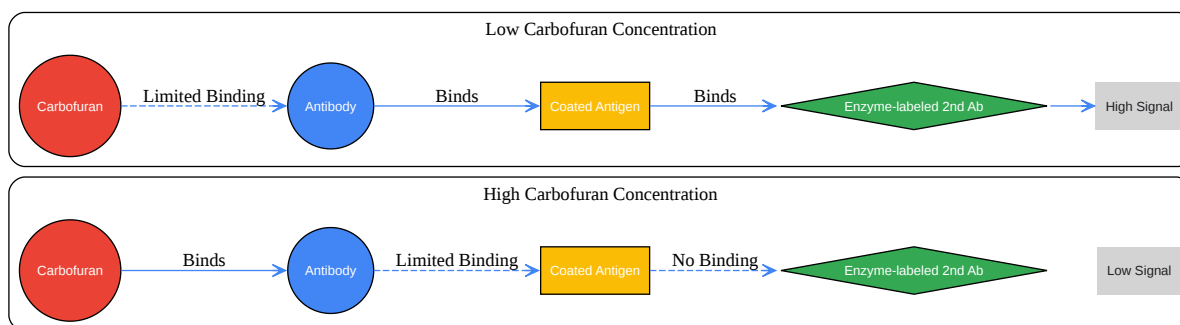 Low Carbofuran Concentration
Carbofuran
Limited Binding
Antibody
Binds
Coated Antigen
Binds
Enzyme-labeled 2nd Ab
High Signal
High Carbofuran Concentration
Carbofuran
Binds
Antibody
Limited Binding
Coated Antigen
No Binding
Enzyme-labeled 2nd Ab
Low Signal